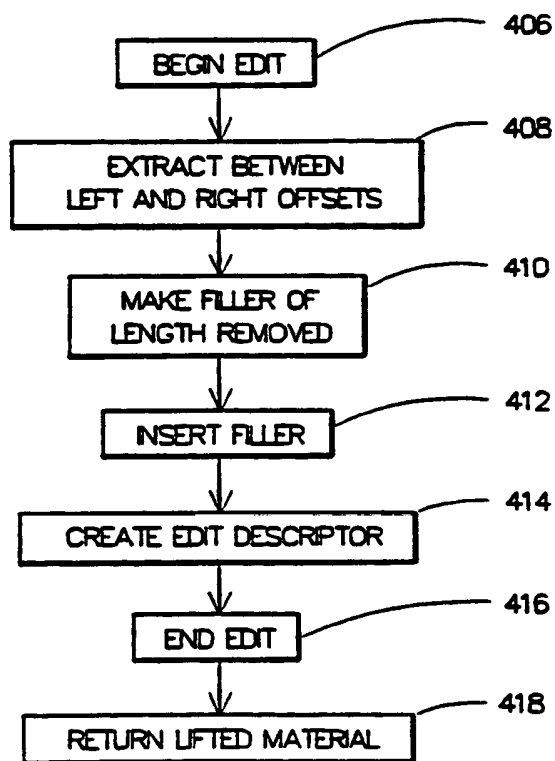 406
BEGIN EDIT
408
EXTRACT BETWEEN
LEFT AND RIGHT OFFSETS
410
MAKE FILLER OF
LENGTH REMOVED
412
INSERT FILLER
414
CREATE EDIT DESCRIPTOR
416
END EDIT
418
RETURN LIFTED MATERIAL